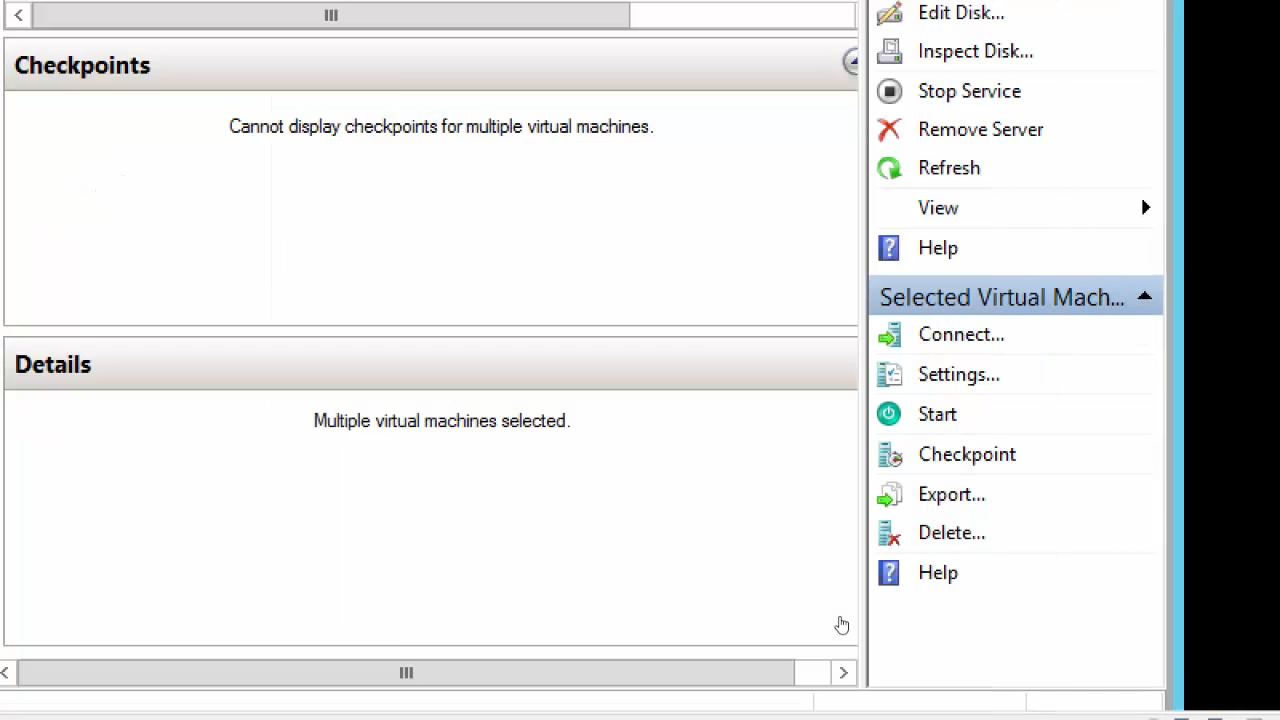 Checkpoints
Cannot display checkpoints for multiple virtual machines.
Details
Multiple virtual machines selected.
Edit Disk...
Inspect Disk...
Stop Service
Remove Server
Refresh
View
Help
Selected Virtual Mach...
Connect...
Settings...
Start
Checkpoint
Export...
Delete...
Help